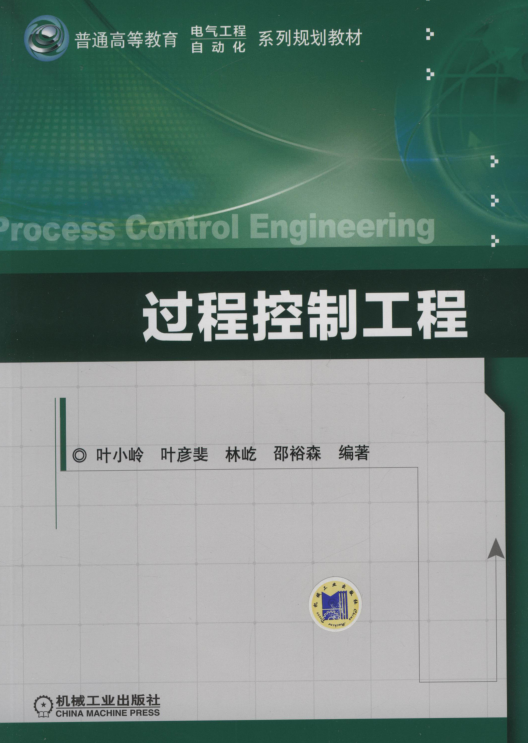 普通高等教育 电气工程 系列规划教材
自动化
Process Control Engineering
过程控制工程
◎ 叶小岭 叶彦斐 林屹 邵裕森 编著
机械工业出版社
CHINA MACHINE PRESS